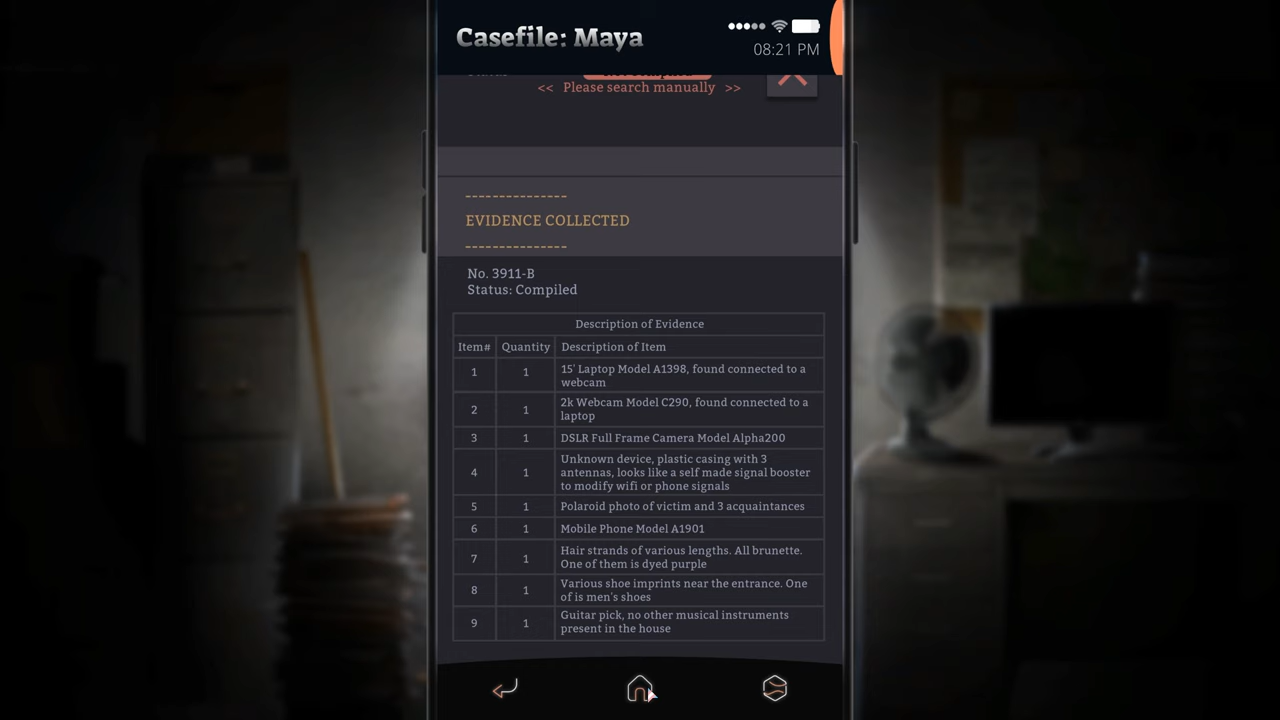 Casefile: Maya
08:21 PM
<< Please search manually >>
---------------
EVIDENCE COLLECTED
---------------
No. 3911-B
Status: Compiled
Description of Evidence
Item# Quantity Description of Item
1 1 15' Laptop Model A1398, found connected to a
webcam
2 1 2k Webcam Model C290, found connected to a
laptop
3 1 DSLR Full Frame Camera Model Alpha200
4 1 Unknown device, plastic casing with 3
antennas, looks like a self made signal booster
to modify wifi or phone signals
5 1 Polaroid photo of victim and 3 acquaintances
6 1 Mobile Phone Model A1901
7 1 Hair strands of various lengths. All brunette.
One of them is dyed purple
8 1 Various shoe imprints near the entrance. One
of is men's shoes
9 1 Guitar pick, no other musical instruments
present in the house